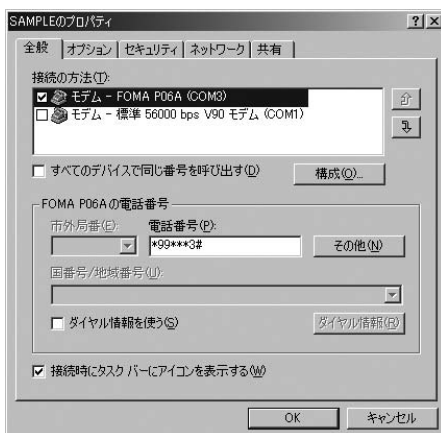 SAMPLEのプロパティ
全般 オプション セキュリティ ネットワーク 共有
接続の方法(T):
モデム - FOMA P06A (COM3)
モデム - 標準 56000 bps V90 モデム (COM1)
すべてのデバイスで同じ番号を呼び出す(D) 構成(O)...
FOMA P06Aの電話番号
市外局番(E): 電話番号(P):
*99***3# その他(N)
国番号/地域番号(U):
ダイヤル情報を使う(S) ダイヤル情報(R)
接続時にタスク バーにアイコンを表示する(W)
OK キャンセル